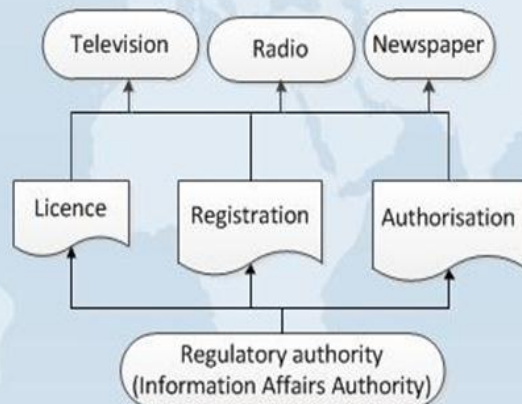 Television
Radio
Newspaper
Licence
Registration
Authorisation
Regulatory authority
(Information Affairs Authority)